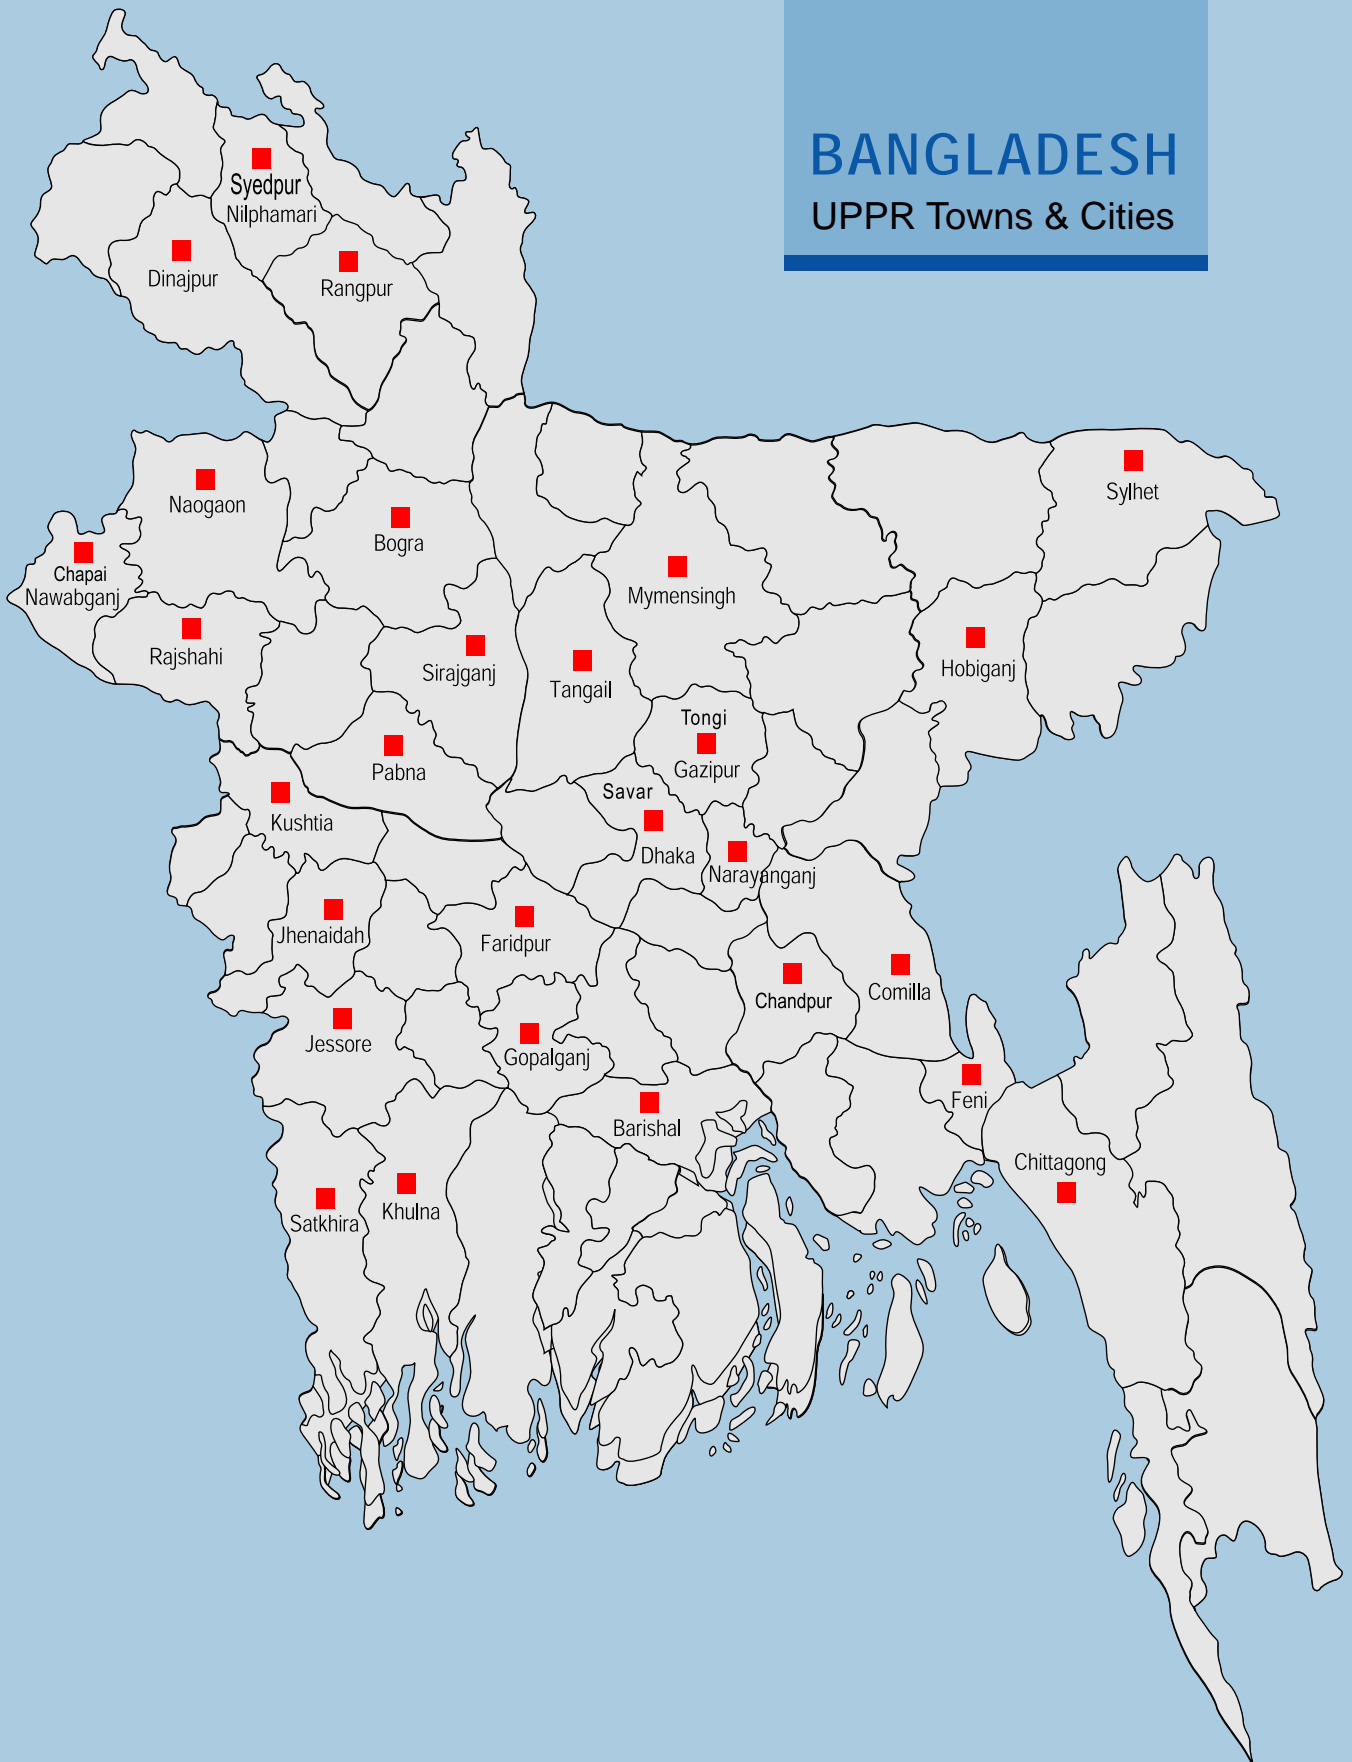 BANGLADESH
UPPR Towns & Cities
Syedpur
Nilphamari
Dinajpur
Rangpur
Naogaon
Bogra
Sylhet
Chapai
Nawabganj
Mymensingh
Rajshahi
Sirajganj
Tangail
Hobiganj
Tongi
Gazipur
Pabna
Savar
Dhaka
Kushtia
Narayanganj
Jhenaidah
Faridpur
Chandpur
Comilla
Jessore
Gopalganj
Feni
Barishal
Chittagong
Satkhira
Khulna